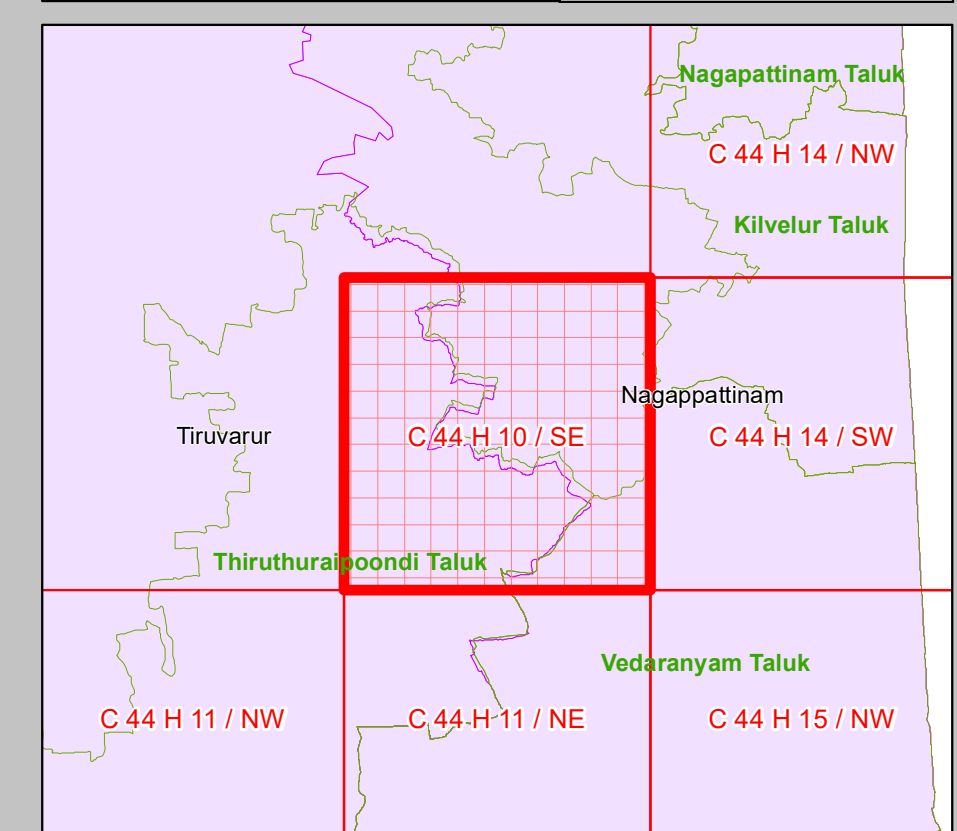 Nagapattinam Taluk
C 44 H 14 / NW
Kilvelur Taluk
Nagappattinam
Tiruvarur
C 44 H 10 / SE
C 44 H 14 / SW
Thiruthuraipoondi Taluk
Vedaranyam Taluk
C 44 H 11 / NW
C 44 H 11 / NE
C 44 H 15 / NW